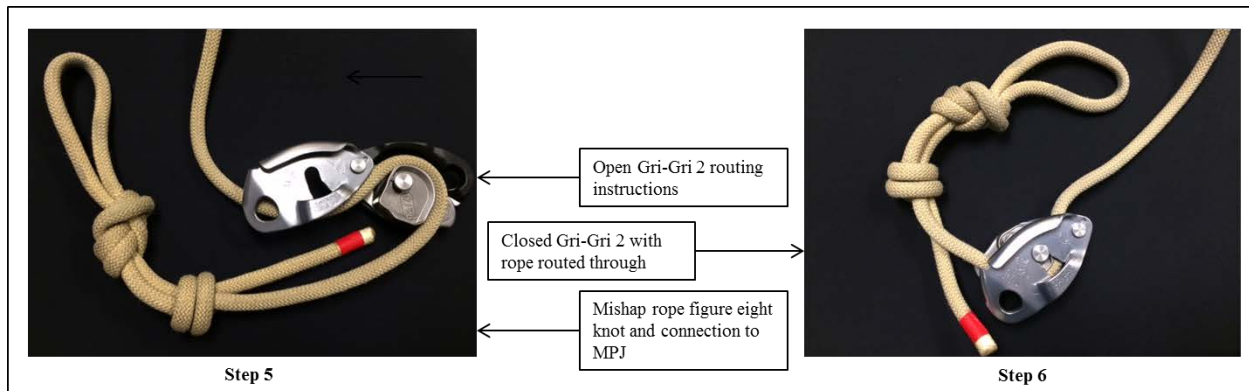 Open Gri-Gri 2 routing
instructions
Closed Gri-Gri 2 with
rope routed through
Mishap rope figure eight
knot and connection to
MPJ
Step 5
Step 6